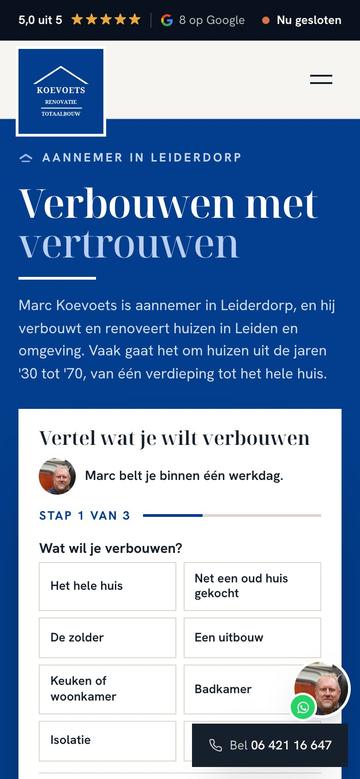 5,0 uit 5
8 op Google
Nu gesloten
KOEVOETS
RENOVATIE
TOTAALBOUW
AANNEMER IN LEIDERDORP
Verbouwen met
vertrouwen
Marc Koevoets is aannemer in Leiderdorp, en hij
verbouwt en renoveert huizen in Leiden en
omgeving. Vaak gaat het om huizen uit de jaren
'30 tot '70, van één verdieping tot het hele huis.
Vertel wat je wilt verbouwen
Marc belt je binnen één werkdag.
STAP 1 VAN 3
Wat wil je verbouwen?
Het hele huis
Net een oud huis
gekocht
De zolder
Een uitbouw
Keuken of
woonkamer
Badkamer
Isolatie
Bel 06 421 16 647